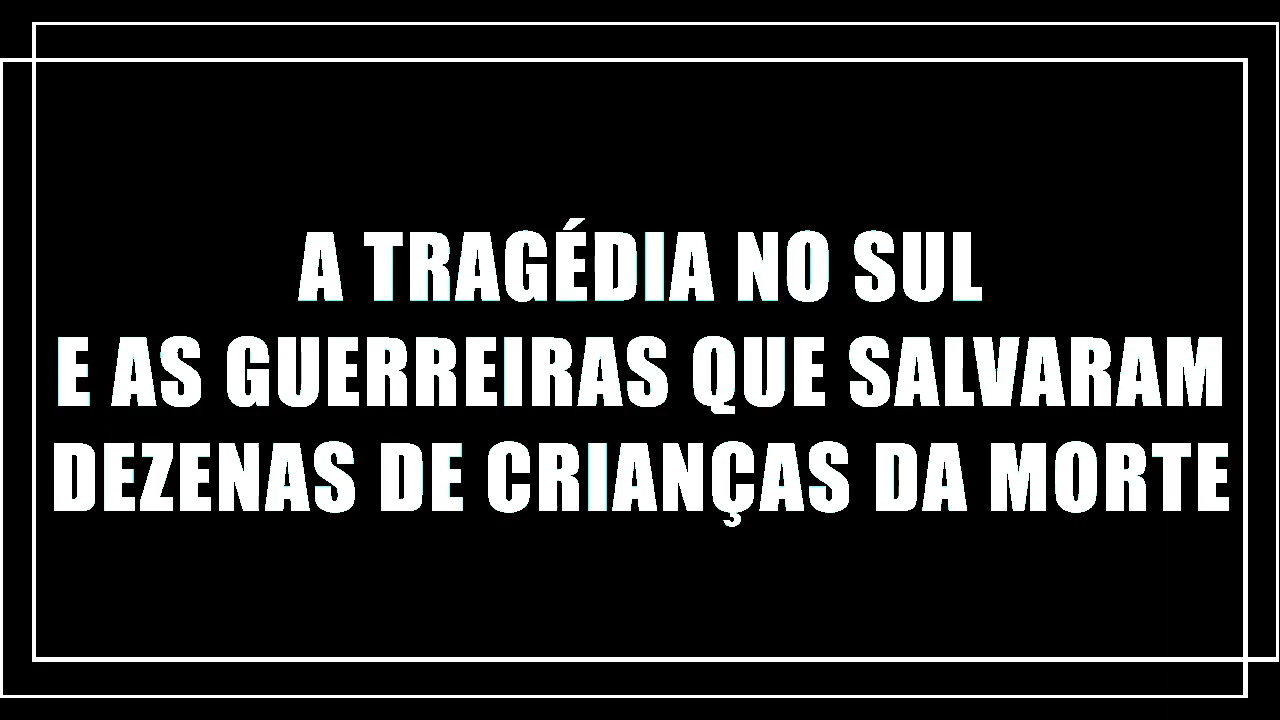 A TRAGÉDIA NO SUL
E AS GUERREIRAS QUE SALVARAM
DEZENAS DE CRIANÇAS DA MORTE